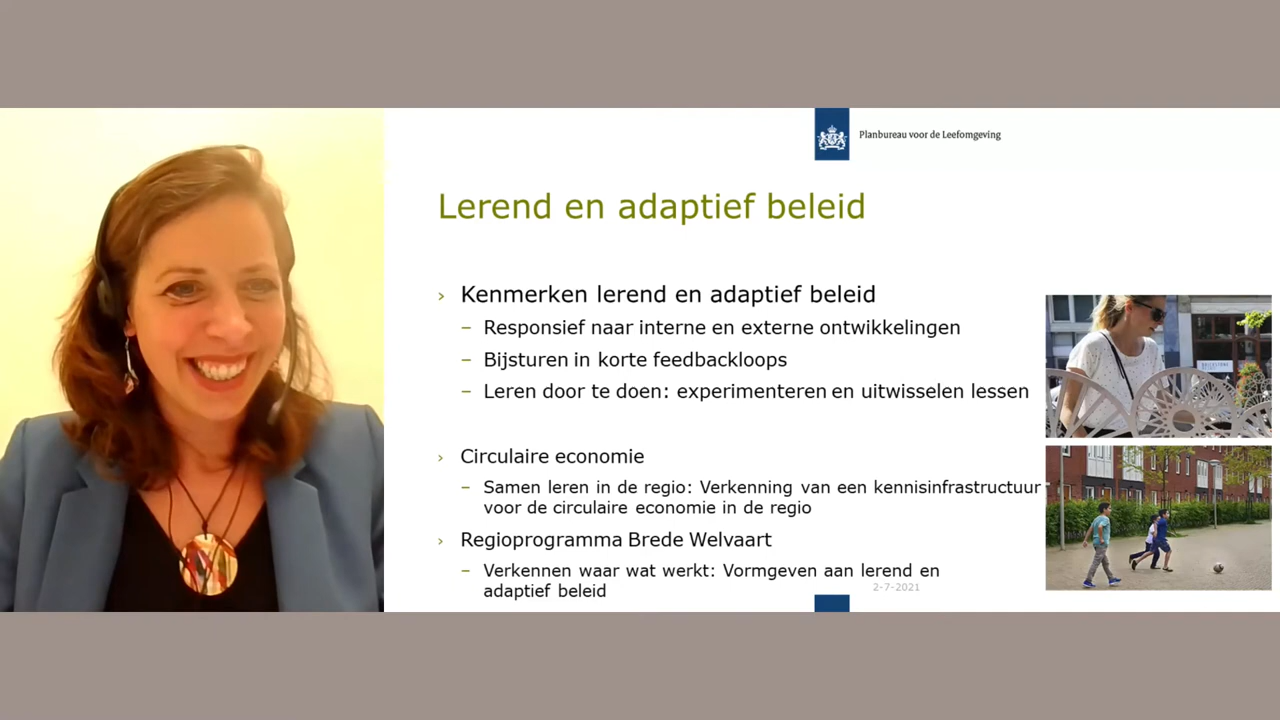 Planbureau voor de Leefomgeving
Lerend en adaptief beleid
› Kenmerken lerend en adaptief beleid
– Responsief naar interne en externe ontwikkelingen
– Bijsturen in korte feedbackloops
– Leren door te doen: experimenteren en uitwisselen lessen
› Circulaire economie
– Samen leren in de regio: Verkenning van een kennisinfrastructuur
voor de circulaire economie in de regio
› Regioprogramma Brede Welvaart
– Verkennen waar wat werkt: Vormgeven aan lerend en
adaptief beleid
2-7-2021